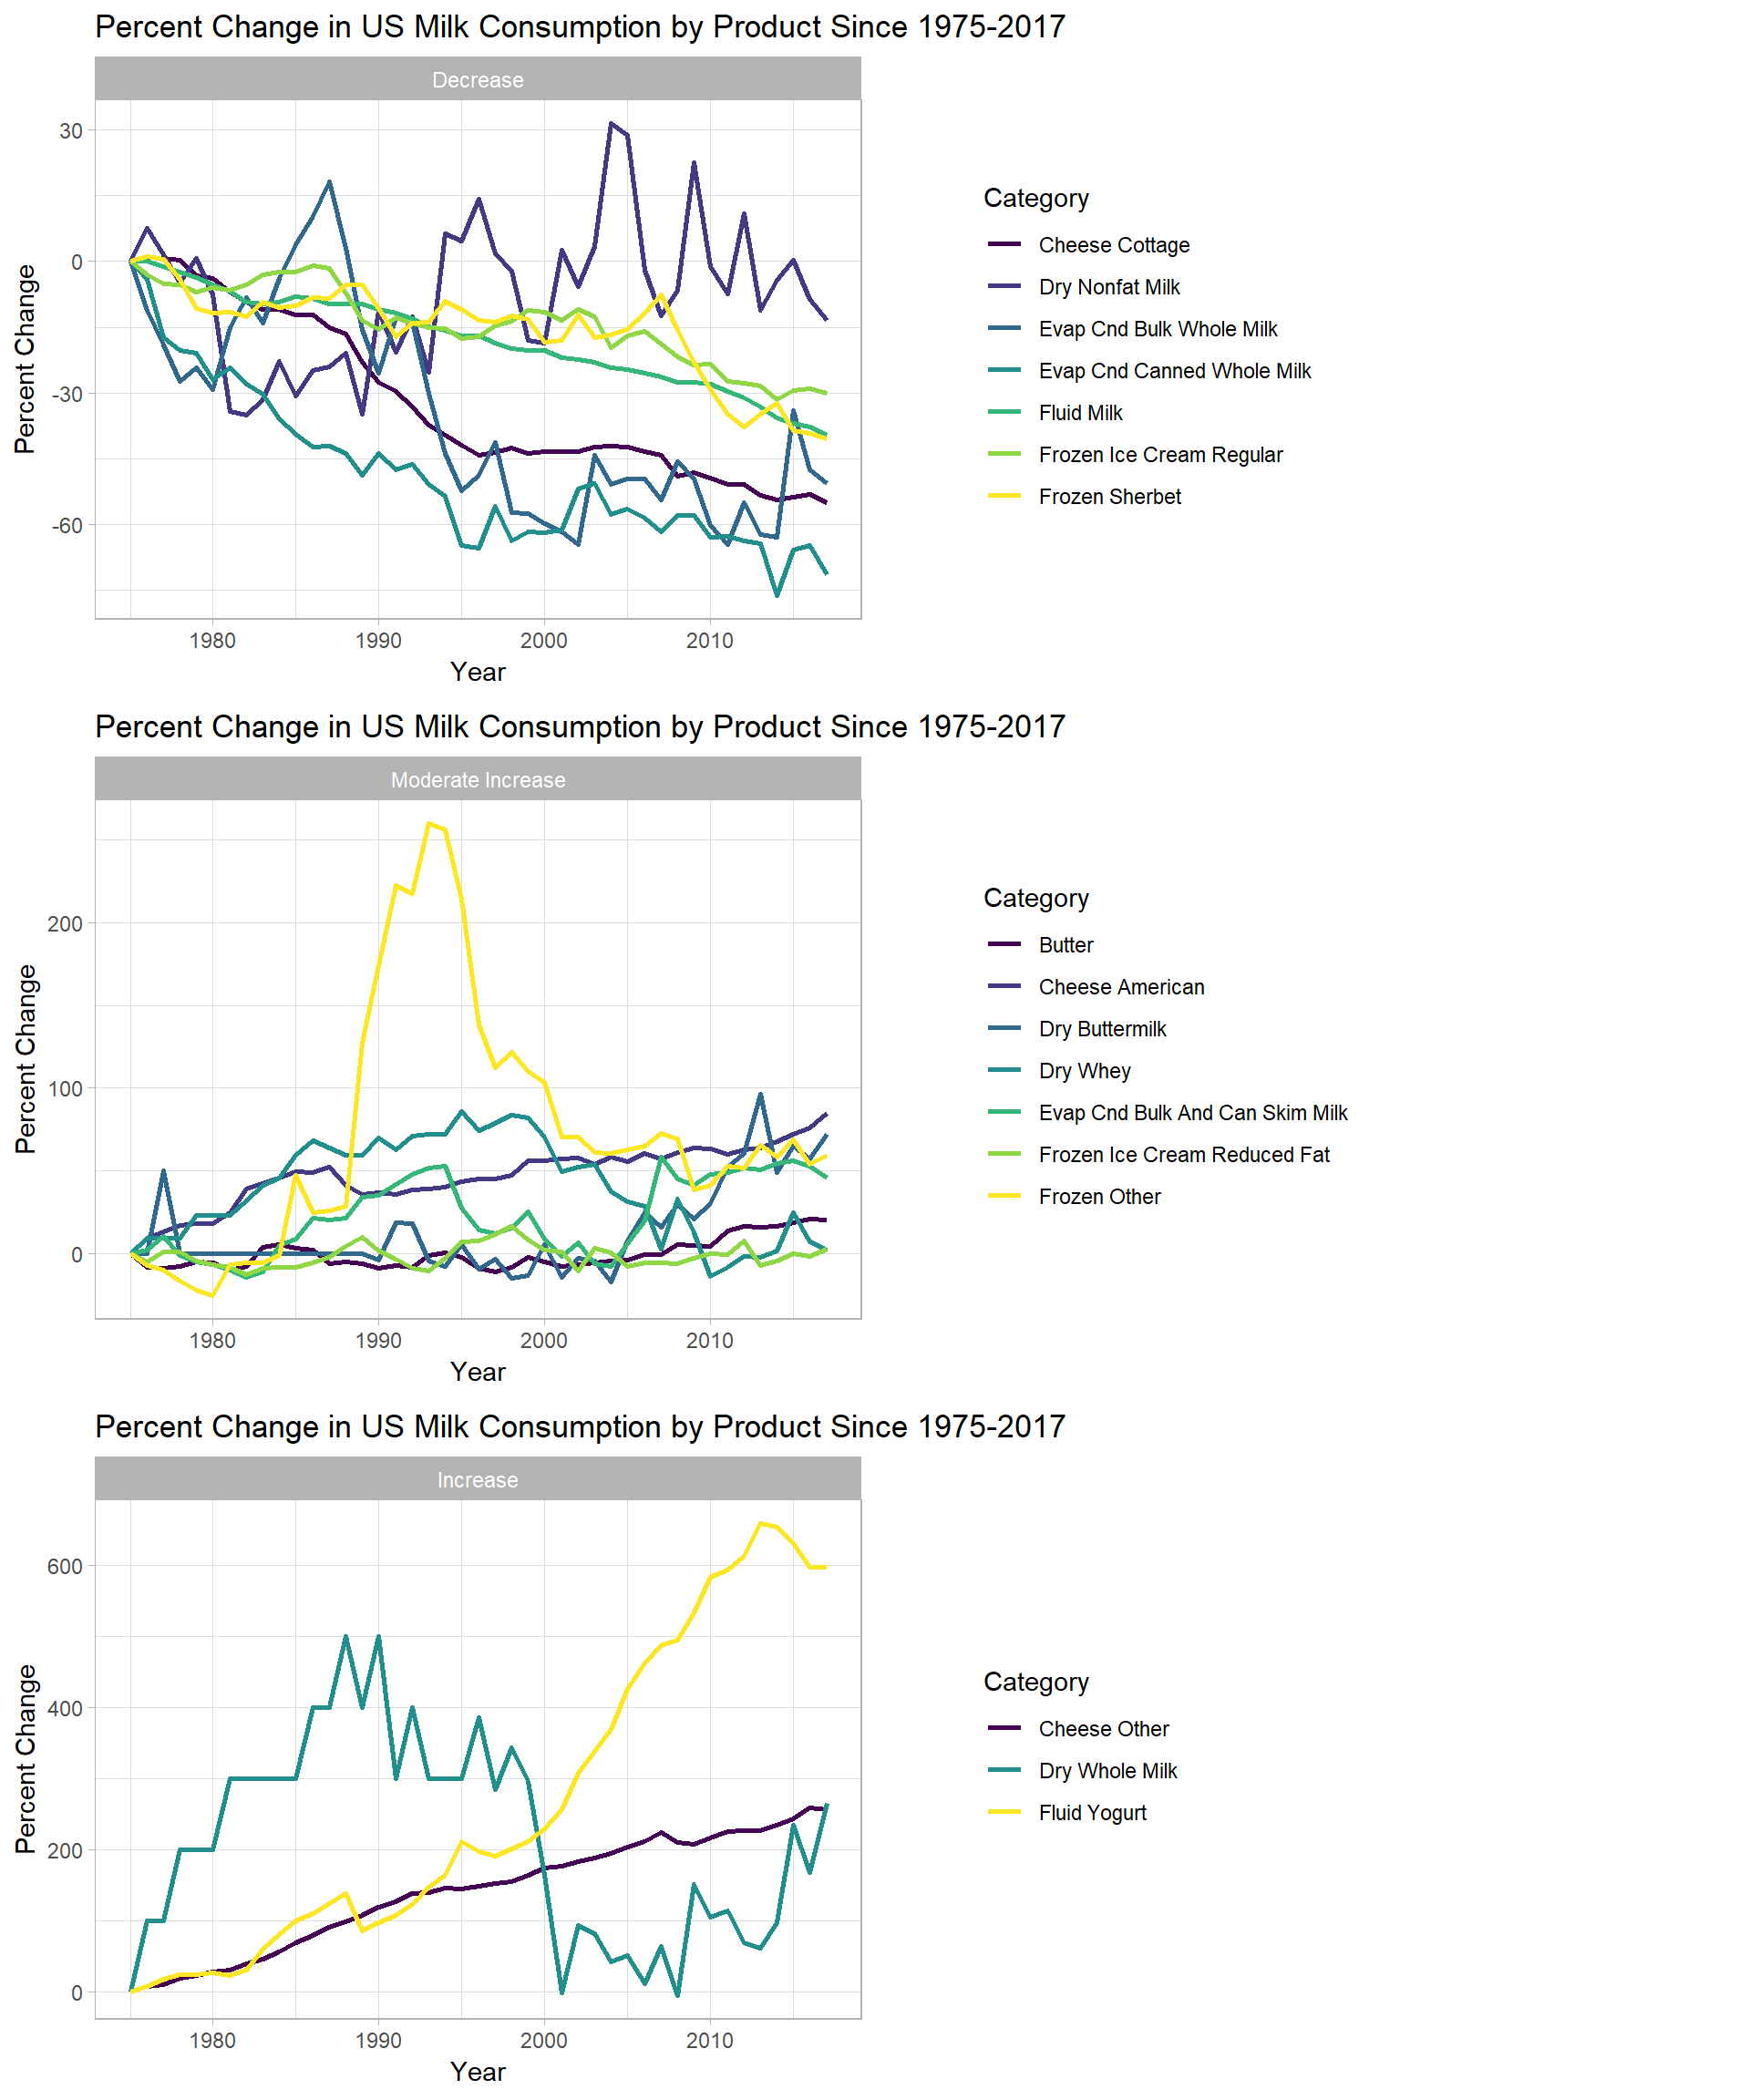 Percent Change in US Milk Consumption by Product Since 1975-2017
Decrease
30
0
-30
-60
Percent Change
1980 1990 2000 2010
Year
Category
Cheese Cottage
Dry Nonfat Milk
Evap Cnd Bulk Whole Milk
Evap Cnd Canned Whole Milk
Fluid Milk
Frozen Ice Cream Regular
Frozen Sherbet
Percent Change in US Milk Consumption by Product Since 1975-2017
Moderate Increase
200
100
0
Percent Change
1980 1990 2000 2010
Year
Category
Butter
Cheese American
Dry Buttermilk
Dry Whey
Evap Cnd Bulk And Can Skim Milk
Frozen Ice Cream Reduced Fat
Frozen Other
Percent Change in US Milk Consumption by Product Since 1975-2017
Increase
600
400
200
0
Percent Change
1980 1990 2000 2010
Year
Category
Cheese Other
Dry Whole Milk
Fluid Yogurt